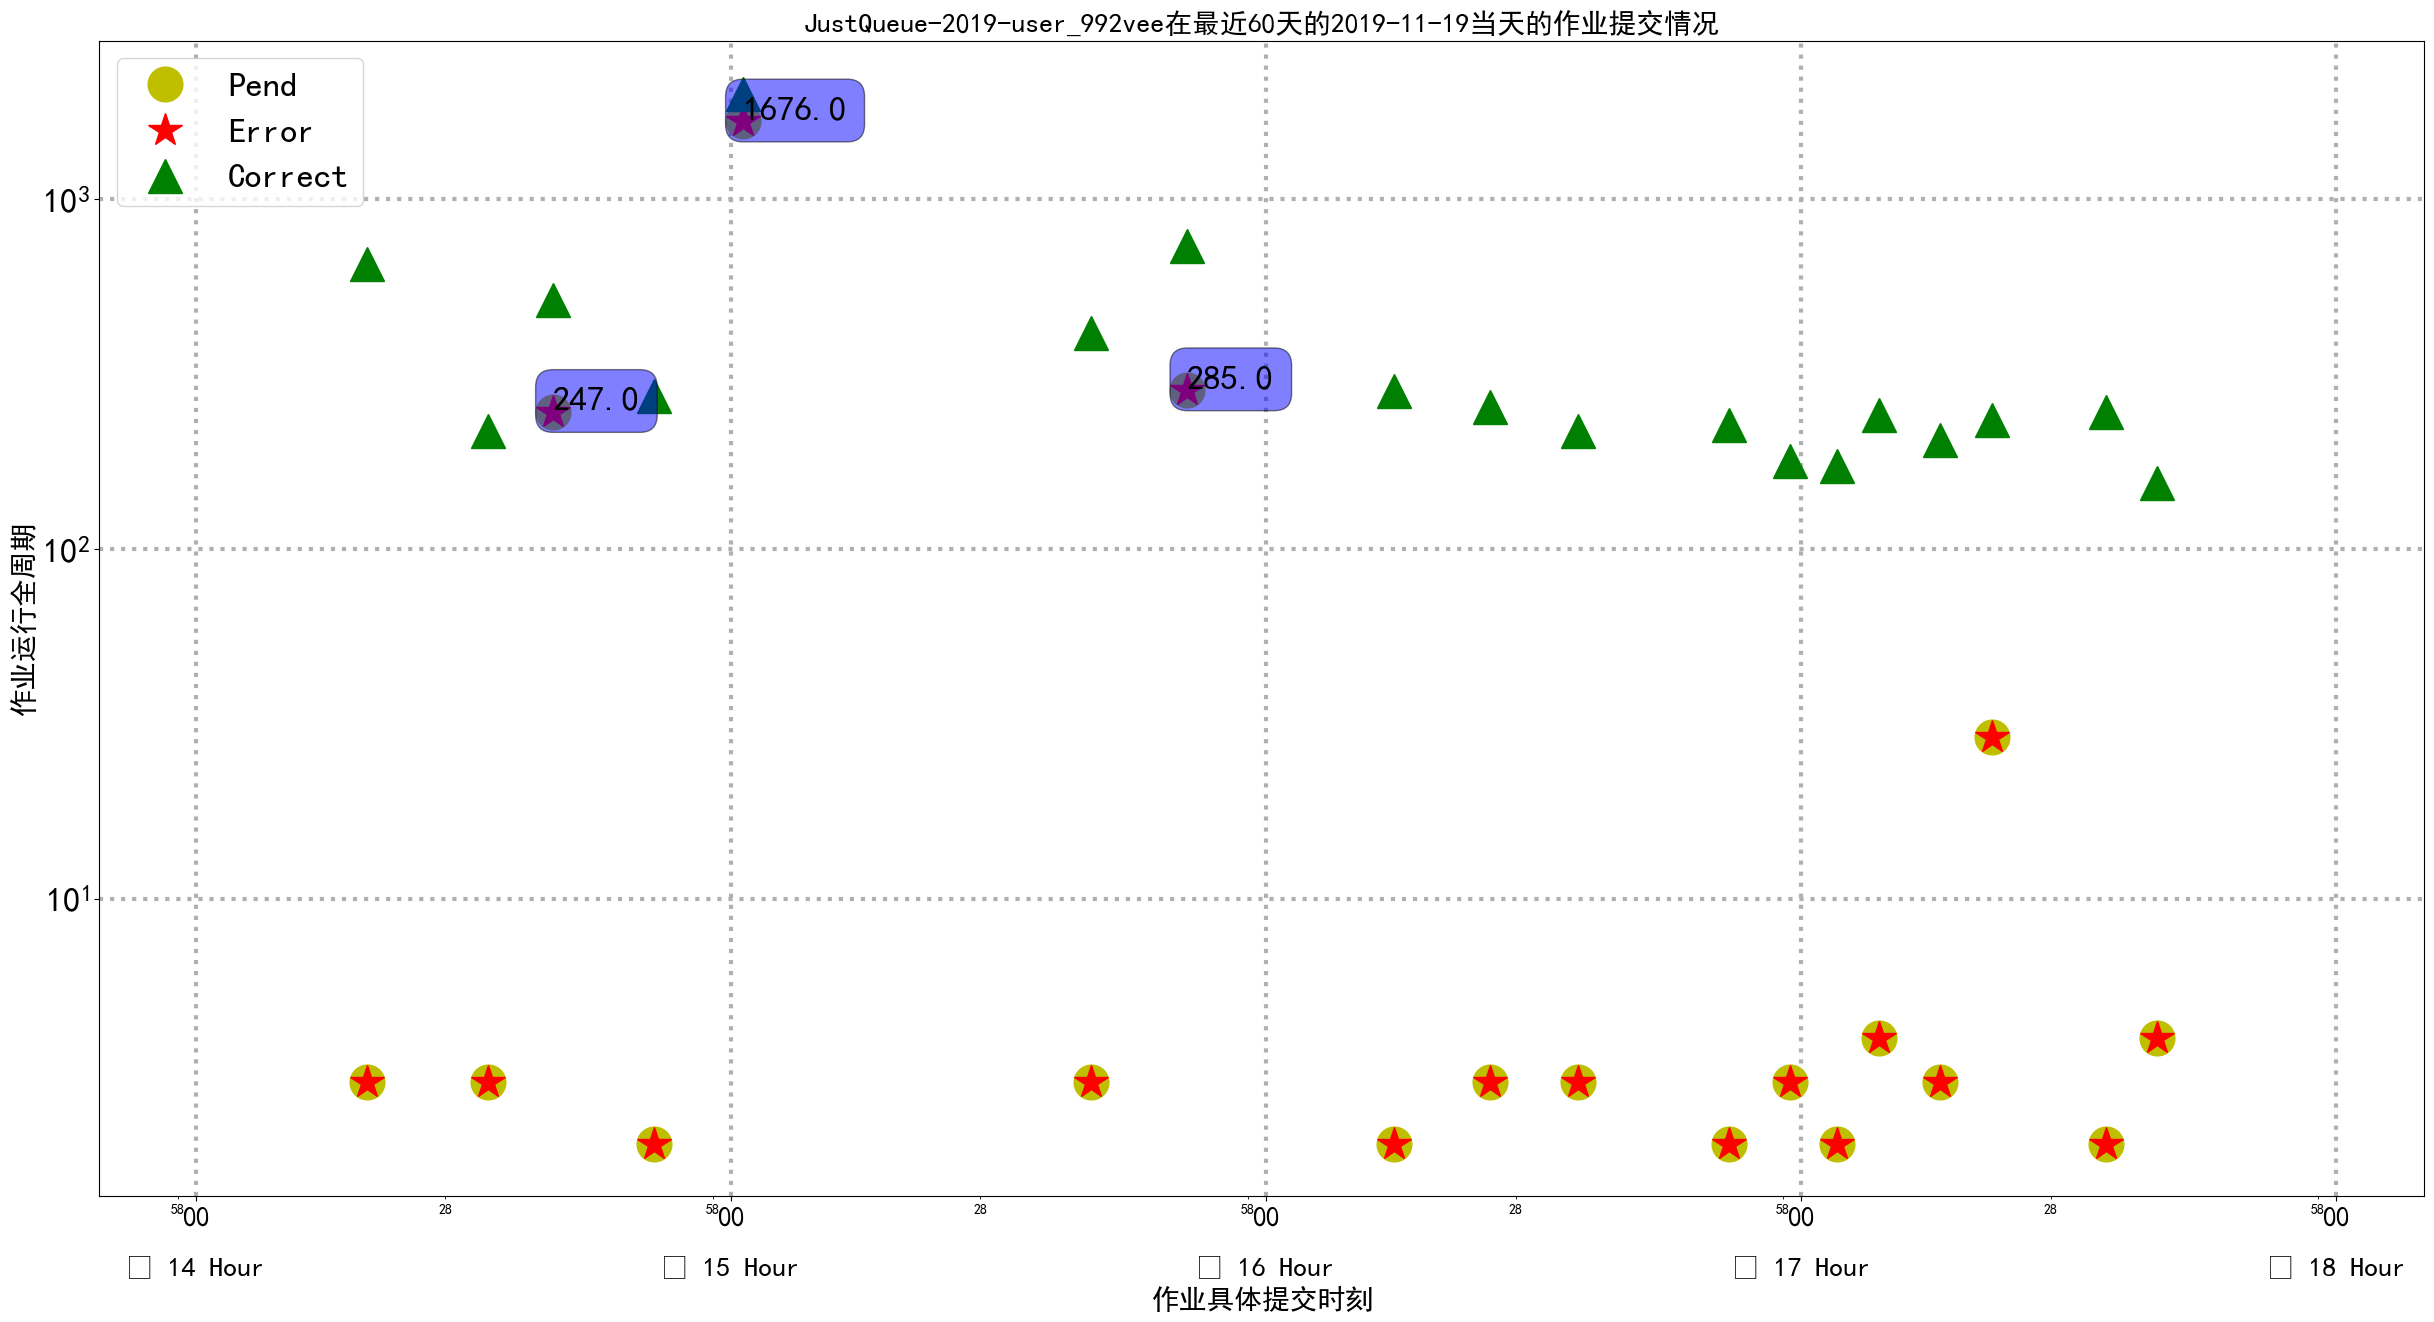 JustQueue-2019-user_992vee在最近60天的2019-11-19当天的作业提交情况
Pend
Error
Correct
1676.0
247.0
285.0
10³
10²
10¹
作业运行全周期
58 00 28 58 00 28 58 00 28 58 00 28 58 00
□ 14 Hour □ 15 Hour □ 16 Hour □ 17 Hour □ 18 Hour
作业具体提交时刻